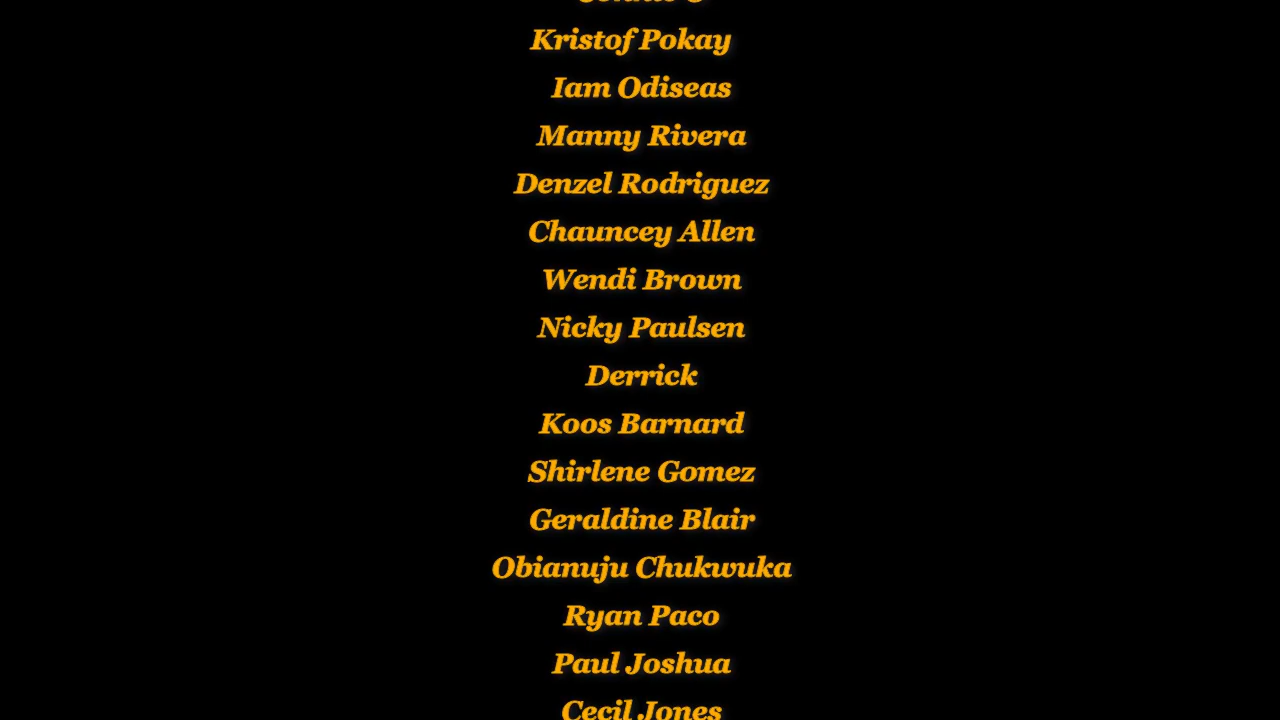 Kristof Pokay
Iam Odiseas
Manny Rivera
Denzel Rodriguez
Chauncey Allen
Wendi Brown
Nicky Paulsen
Derrick
Koos Barnard
Shirlene Gomez
Geraldine Blair
Obianuju Chukwuka
Ryan Paco
Paul Joshua
Cecil Jones